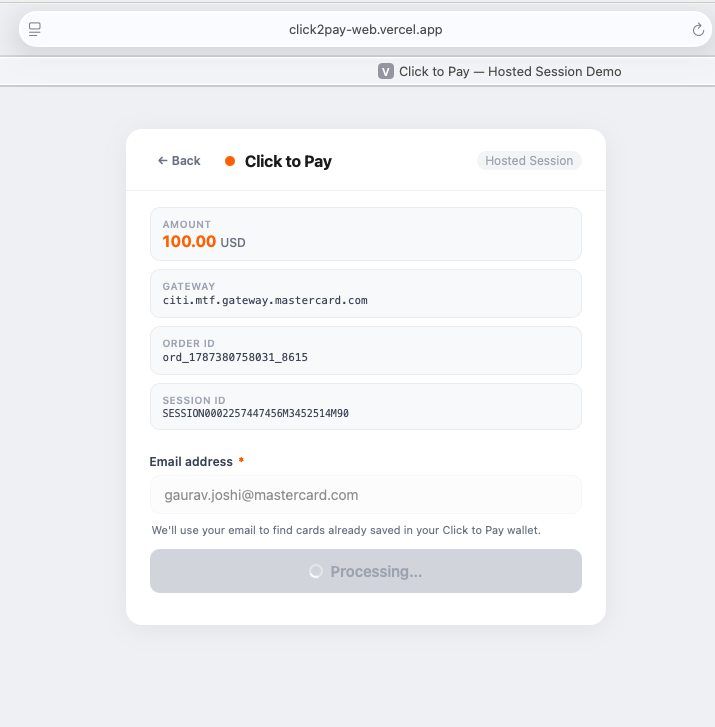 click2pay-web.vercel.app
V Click to Pay — Hosted Session Demo
← Back
Click to Pay
Hosted Session
AMOUNT
100.00 USD
GATEWAY
citi.mtf.gateway.mastercard.com
ORDER ID
ord_1787380758031_8615
SESSION ID
SESSION0002257447456M3452514M90
Email address *
gaurav.joshi@mastercard.com
We'll use your email to find cards already saved in your Click to Pay wallet.
Processing...